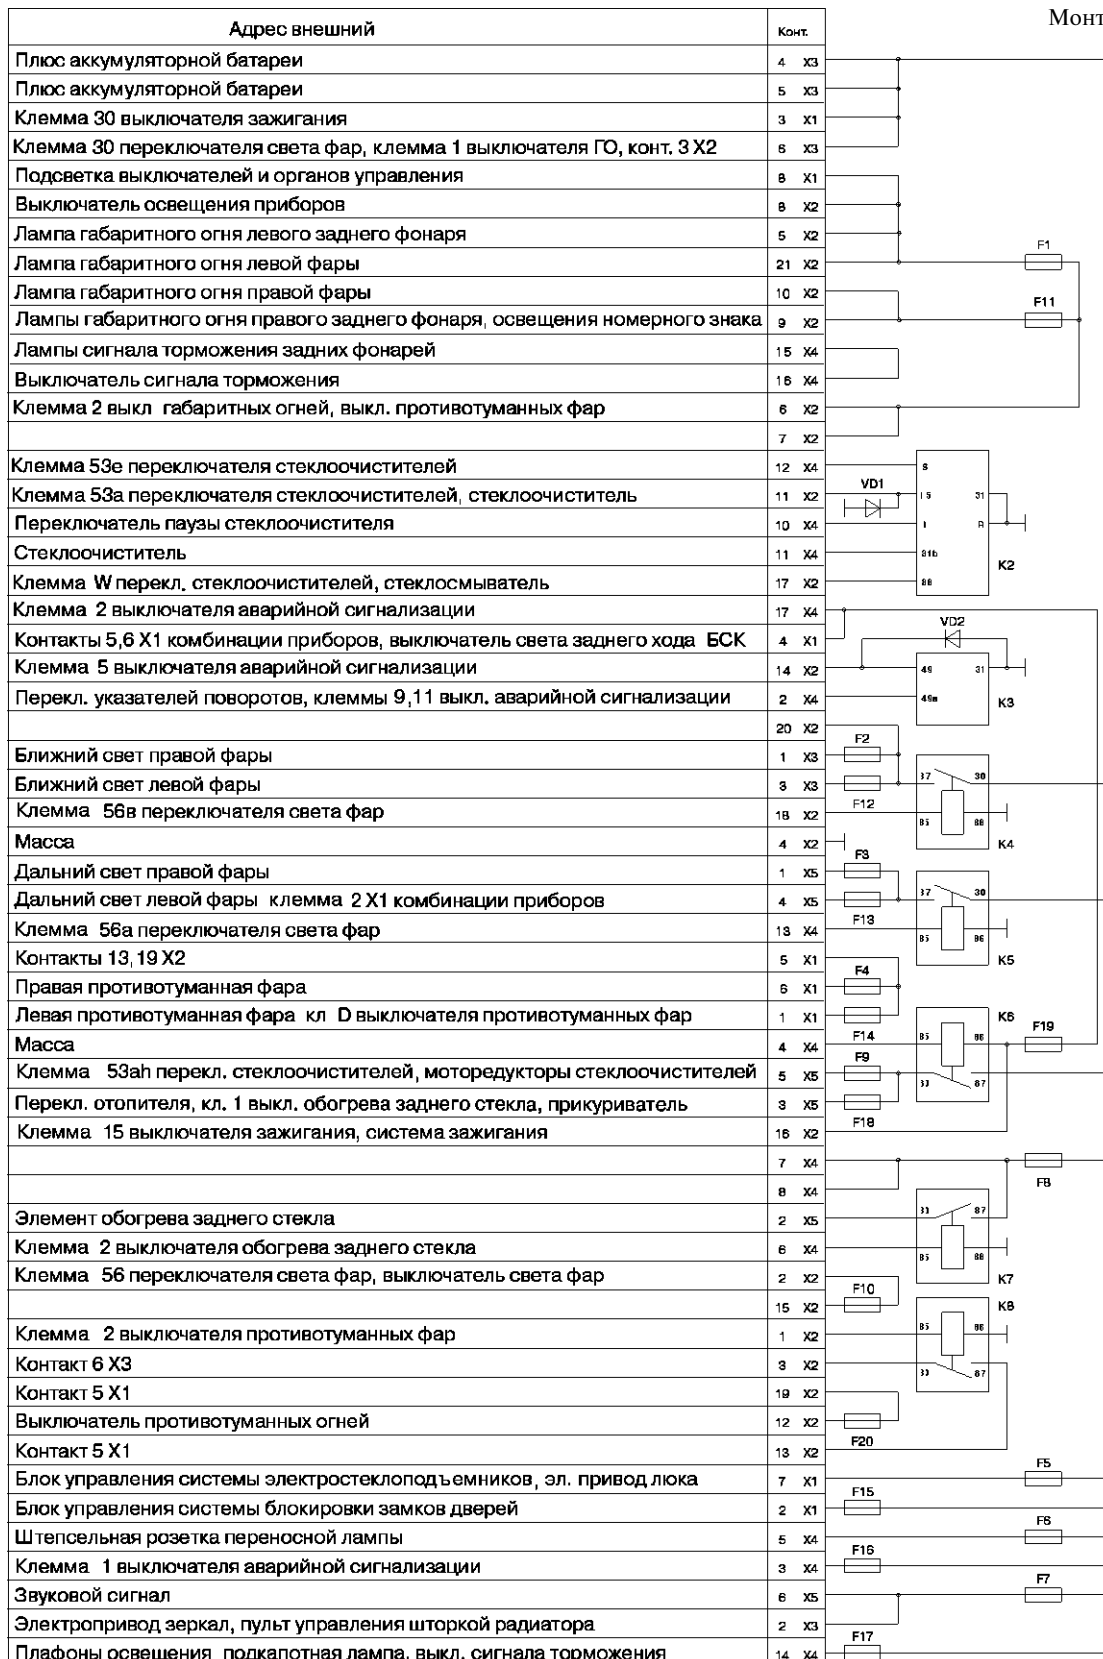 Монт
Адрес внешний Конт.
Плюс аккумуляторной батареи 4 X3
Плюс аккумуляторной батареи 5 X3
Клемма 30 выключателя зажигания 3 X1
Клемма 30 переключателя света фар, клемма 1 выключателя ГО, конт. 3 X2 6 X3
Подсветка выключателей и органов управления 8 X1
Выключатель освещения приборов 8 X2
Лампа габаритного огня левого заднего фонаря 5 X2
F1
Лампа габаритного огня левой фары 21 X2
Лампа габаритного огня правой фары 10 X2
F11
Лампы габаритного огня правого заднего фонаря, освещения номерного знака 9 X2
Лампы сигнала торможения задних фонарей 15 X4
Выключатель сигнала торможения 16 X4
Клемма 2 выкл габаритных огней, выкл. противотуманных фар 6 X2
7 X2
Клемма 53е переключателя стеклоочистителей 12 X4 S
VD1
Клемма 53а переключателя стеклоочистителей, стеклоочиститель 11 X2 15 31
Переключатель паузы стеклоочистителя 10 X4 I R
Стеклоочиститель 11 X4 31b K2
Клемма W перекл. стеклоочистителей, стеклосмыватель 17 X2 86
Клемма 2 выключателя аварийной сигнализации 17 X4
VD2
Контакты 5,6 X1 комбинации приборов, выключатель света заднего хода БСК 4 X1
Клемма 5 выключателя аварийной сигнализации 14 X2 49 31
Перекл. указателей поворотов, клеммы 9,11 выкл. аварийной сигнализации 2 X4 49a K3
20 X2
F2
Ближний свет правой фары 1 X3
Ближний свет левой фары 3 X3 87 30
F12
Клемма 56в переключателя света фар 18 X2 85 86
Масса 4 X2 K4
F3
Дальний свет правой фары 1 X5
Дальний свет левой фары клемма 2 X1 комбинации приборов 4 X5 87 30
F13
Клемма 56а переключателя света фар 13 X4 85 86
Контакты 13,19 X2 5 X1 K5
F4
Правая противотуманная фара 6 X1
Левая противотуманная фара кл D выключателя противотуманных фар 1 X1 K6
F14 F19
Масса 4 X4 85 86
F9
Клемма 53ah перекл. стеклоочистителей, моторедукторы стеклоочистителей 5 X5 30 87
Перекл. отопителя, кл. 1 выкл. обогрева заднего стекла, прикуриватель 3 X5
F18
Клемма 15 выключателя зажигания, система зажигания 16 X2
7 X4
F8
8 X4
Элемент обогрева заднего стекла 2 X5 30 87
Клемма 2 выключателя обогрева заднего стекла 6 X4 85 86
Клемма 56 переключателя света фар, выключатель света фар 2 X2 K7
F10
15 X2 K8
Клемма 2 выключателя противотуманных фар 1 X2 85 86
Контакт 6 X3 3 X2 30 87
Контакт 5 X1 19 X2
Выключатель противотуманных огней 12 X2
F20
Контакт 5 X1 13 X2
F5
Блок управления системы электростеклоподъемников, эл. привод люка 7 X1
F15
Блок управления системы блокировки замков дверей 2 X1
F6
Штепсельная розетка переносной лампы 5 X4
F16
Клемма 1 выключателя аварийной сигнализации 3 X4
F7
Звуковой сигнал 6 X5
Электропривод зеркал, пульт управления шторкой радиатора 2 X3
F17
Плафоны освещения подкапотная лампа, выкл. сигнала торможения 14 X4